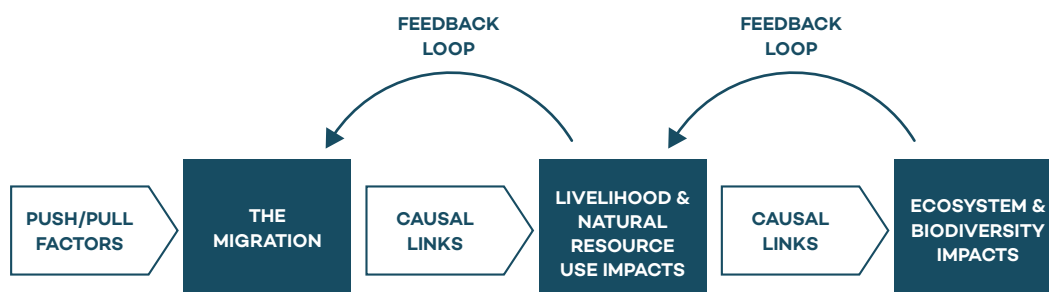 FEEDBACK
LOOP
FEEDBACK
LOOP
PUSH/PULL
FACTORS
THE
MIGRATION
CAUSAL
LINKS
LIVELIHOOD &
NATURAL
RESOURCE
USE IMPACTS
CAUSAL
LINKS
ECOSYSTEM &
BIODIVERSITY
IMPACTS